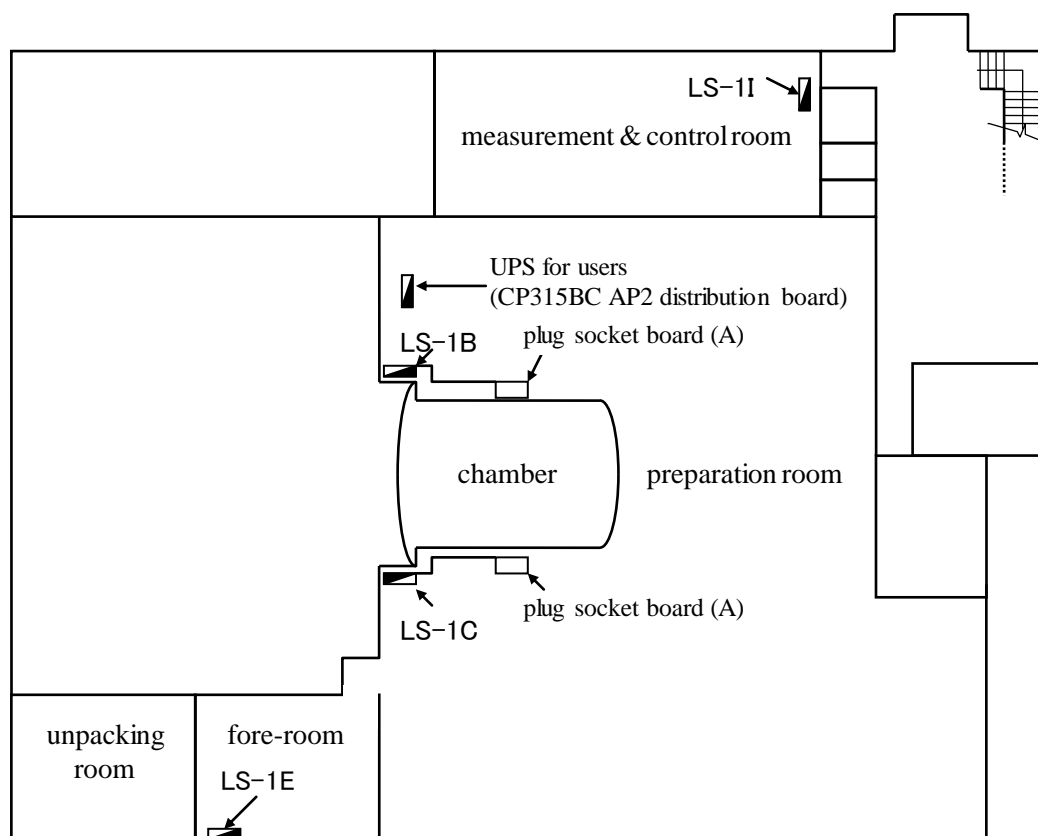 LS-1I
measurement & control room
UPS for users
(CP315BC AP2 distribution board)
LS-1B
plug socket board (A)
chamber
preparation room
plug socket board (A)
LS-1C
unpacking
room
fore-room
LS-1E